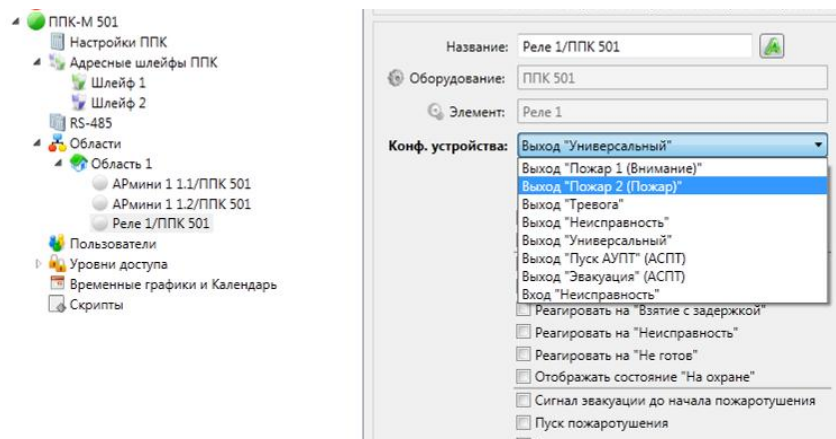 ППК-М 501
Настройки ППК
Адресные шлейфы ППК
Шлейф 1
Шлейф 2
RS-485
Области
Область 1
АРмини 1 1.1/ППК 501
АРмини 1 1.2/ППК 501
Реле 1/ППК 501
Пользователи
Уровни доступа
Временные графики и Календарь
Скрипты
Название: Реле 1/ППК 501
Оборудование: ППК 501
Элемент: Реле 1
Конф. устройства: Выход "Универсальный"
Выход "Пожар 1 (Внимание)"
Выход "Пожар 2 (Пожар)"
Выход "Тревога"
Выход "Неисправность"
Выход "Универсальный"
Выход "Пуск АУПТ" (АСПТ)
Выход "Эвакуация" (АСПТ)
Вход "Неисправность"
Реагировать на "Взятие с задержкой"
Реагировать на "Неисправность"
Реагировать на "Не готов"
Отображать состояние "На охране"
Сигнал эвакуации до начала пожаротушения
Пуск пожаротушения